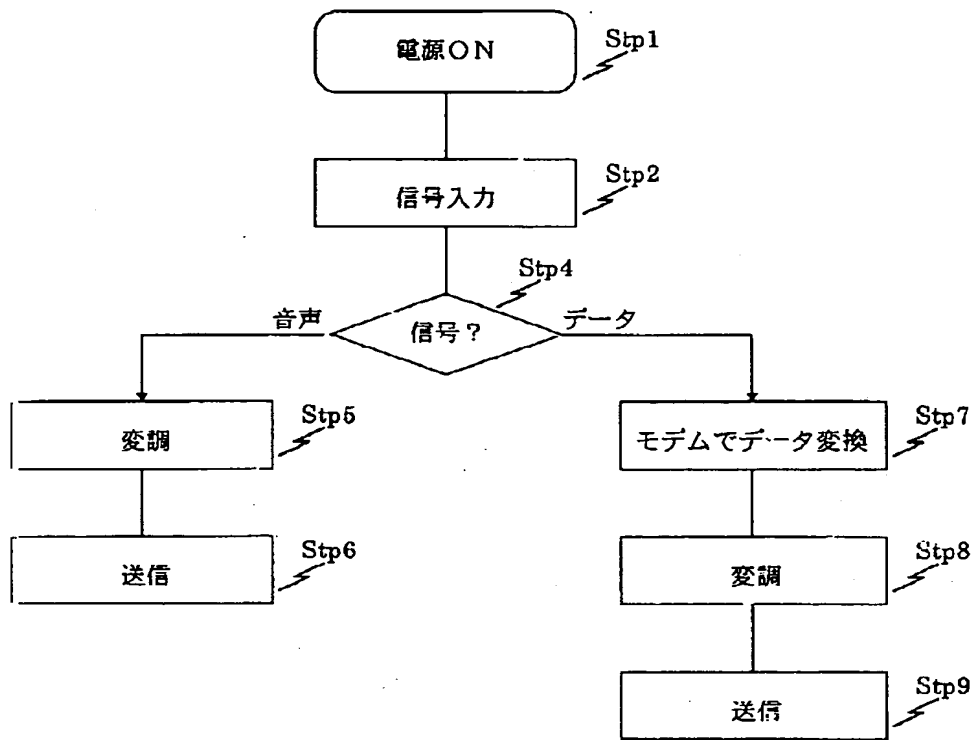 電源ON
Stp1
信号入力
Stp2
Stp4
音声
信号?
データ
変調
Stp5
モデムでデータ変換
Stp7
送信
Stp6
変調
Stp8
送信
Stp9